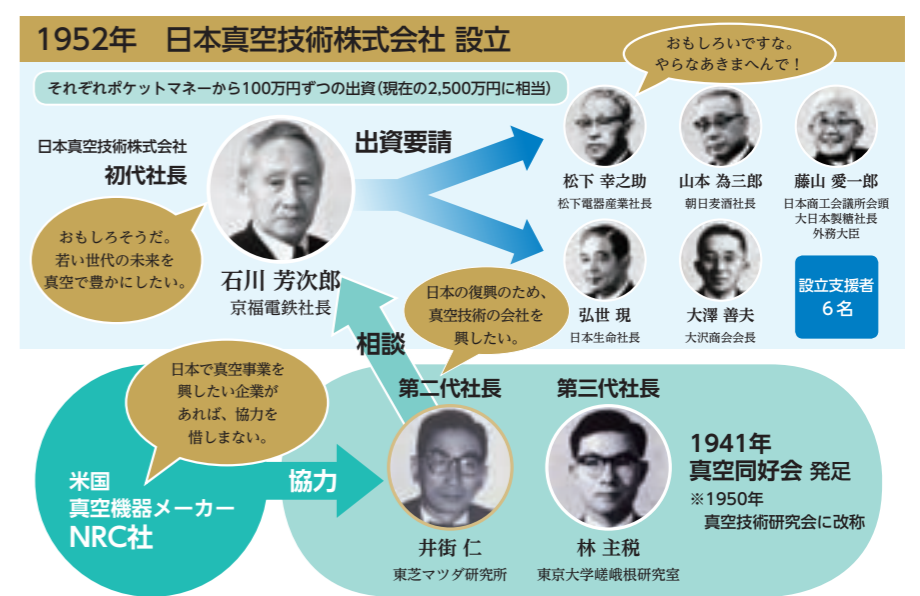 1952年　日本真空技術株式会社 設立
それぞれポケットマネーから100万円ずつの出資(現在の2,500万円に相当)
おもしろいですな。
やらなあきまへんで！
日本真空技術株式会社
初代社長
出資要請
おもしろそうだ。
若い世代の未来を
真空で豊かにしたい。
石川 芳次郎
京福電鉄社長
松下 幸之助
松下電器産業社長
山本 為三郎
朝日麦酒社長
藤山 愛一郎
日本商工会議所会頭
大日本製糖社長
外務大臣
弘世 現
日本生命社長
大澤 善夫
大沢商会会長
設立支援者
6名
相談
日本の復興のため、
真空技術の会社を
興したい。
日本で真空事業を
興したい企業が
あれば、協力を
惜しまない。
米国
真空機器メーカー
NRC社
協力
第二代社長
井街 仁
東芝マツダ研究所
第三代社長
林 主税
東京大学嵯峨根研究室
1941年
真空同好会 発足
※1950年
真空技術研究会に改称